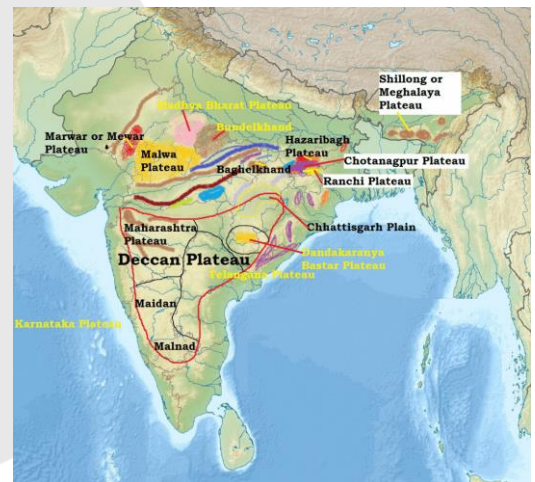 Shillong or
Meghalaya
Plateau
Madhya Bharat Plateau
Bundelkhand
Marwar or Mewar
Plateau
Malwa
Plateau
Hazaribagh
Plateau
Baghelkhand
Chotanagpur Plateau
Ranchi Plateau
Maharashtra
Plateau
Chhattisgarh Plain
Deccan Plateau
Dandakaranya
Bastar Plateau
Telangana Plateau
Maidan
Karnataka Plateau
Malnad